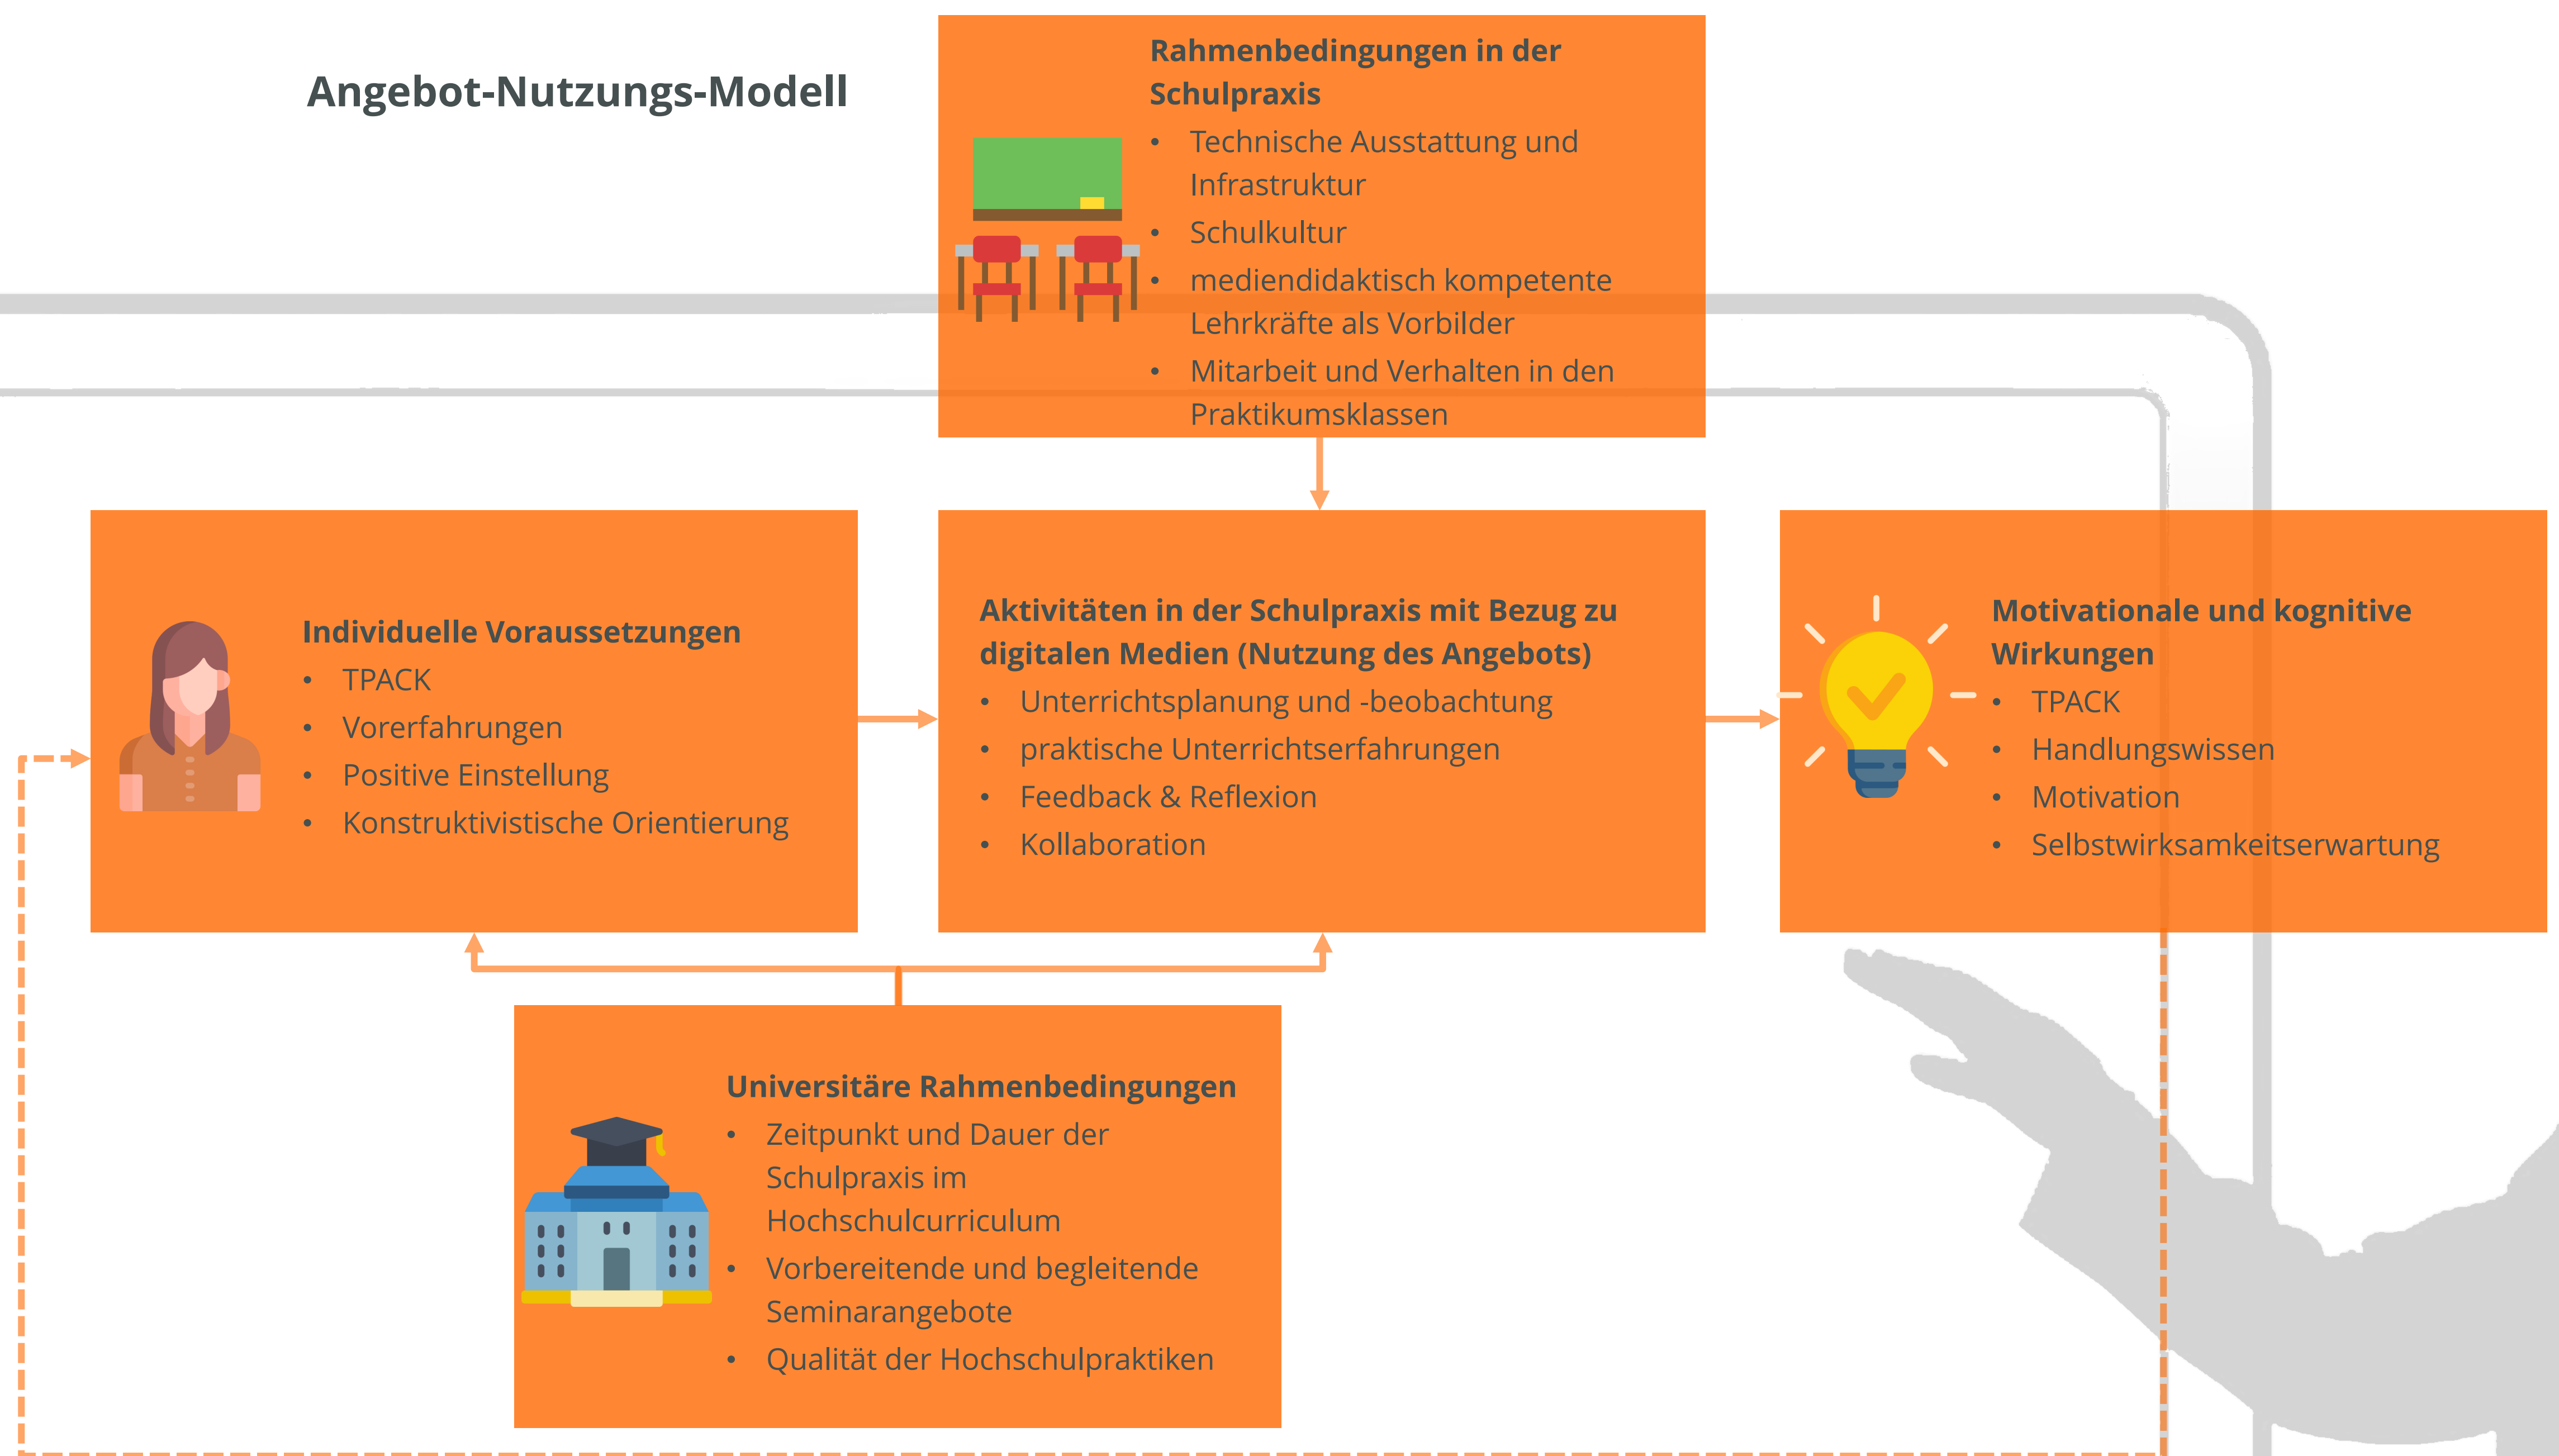 Angebot-Nutzungs-Modell
Rahmenbedingungen in der
Schulpraxis
• Technische Ausstattung und
Infrastruktur
• Schulkultur
• mediendidaktisch kompetente
Lehrkräfte als Vorbilder
• Mitarbeit und Verhalten in den
Praktikumsklassen
Individuelle Voraussetzungen
• TPACK
• Vorerfahrungen
• Positive Einstellung
• Konstruktivistische Orientierung
Aktivitäten in der Schulpraxis mit Bezug zu
digitalen Medien (Nutzung des Angebots)
• Unterrichtsplanung und -beobachtung
• praktische Unterrichtserfahrungen
• Feedback & Reflexion
• Kollaboration
Motivationale und kognitive
Wirkungen
• TPACK
• Handlungswissen
• Motivation
• Selbstwirksamkeitserwartung
Universitäre Rahmenbedingungen
• Zeitpunkt und Dauer der
Schulpraxis im
Hochschulcurriculum
• Vorbereitende und begleitende
Seminarangebote
• Qualität der Hochschulpraktiken